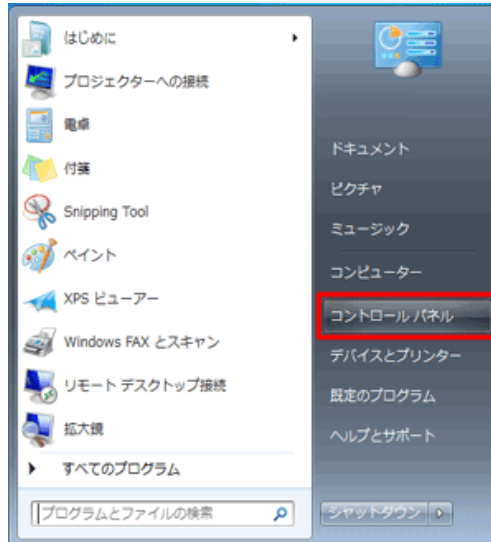 はじめに
プロジェクターへの接続
電卓
付箋
Snipping Tool
ペイント
XPS ビューアー
Windows FAX とスキャン
リモート デスクトップ接続
拡大鏡
すべてのプログラム
プログラムとファイルの検索
ドキュメント
ピクチャ
ミュージック
コンピューター
コントロール パネル
デバイスとプリンター
既定のプログラム
ヘルプとサポート
シャットダウン